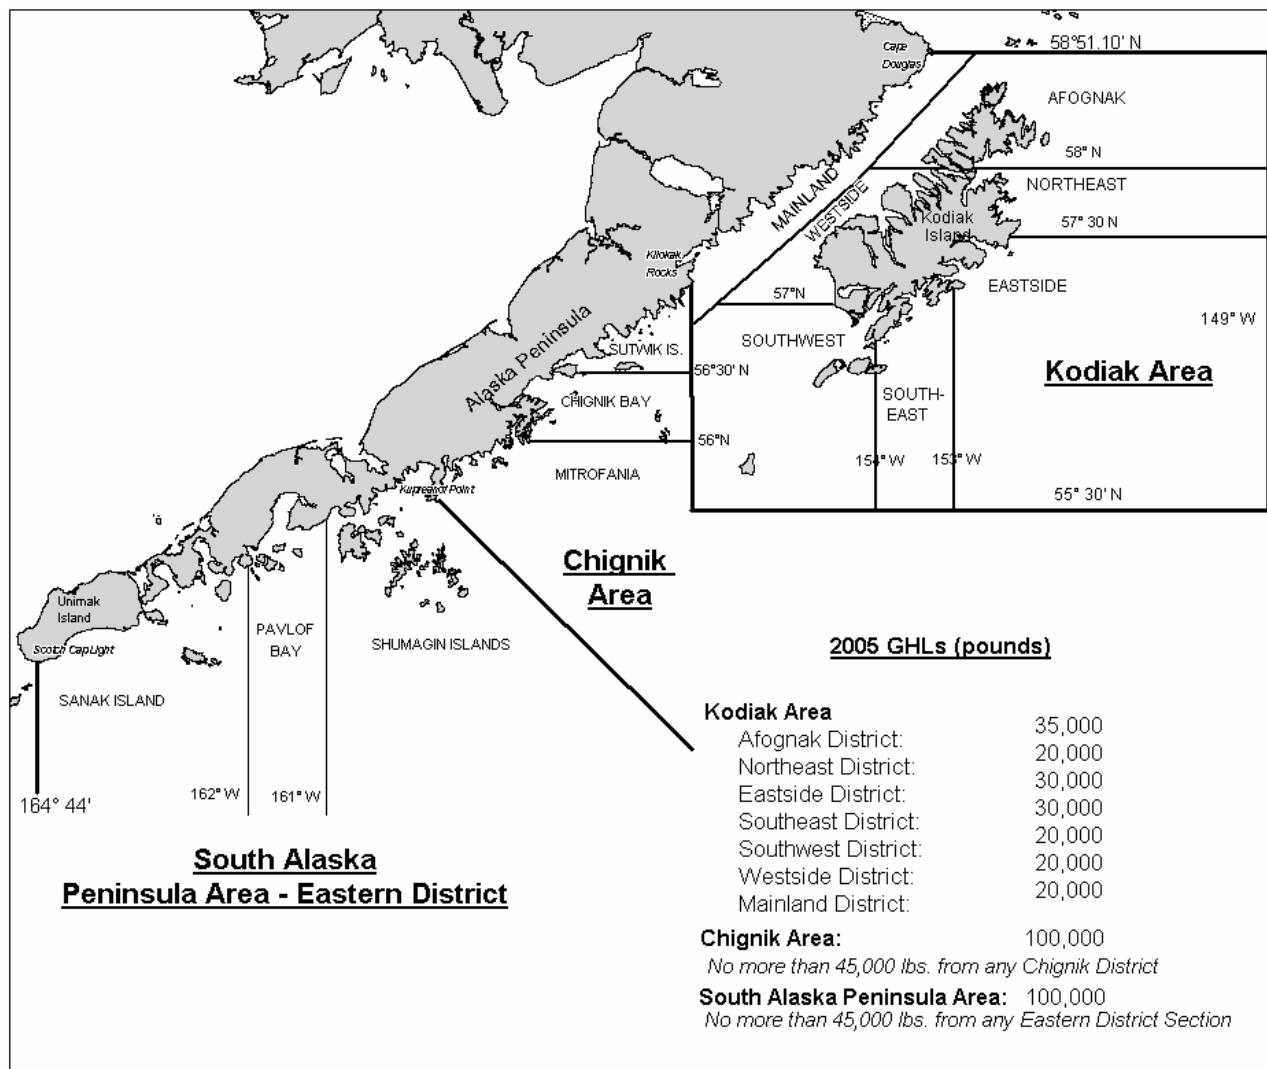 Cape
Douglas
58°51.10' N
AFOGNAK
58° N
NORTHEAST
57° 30 N
MAINLAND
WESTSIDE
Kodiak
Island
Kilokak
Rocks
EASTSIDE
57°N
149° W
SOUTHWEST
Kodiak Area
Alaska Peninsula
SUTWIK IS.
56°30' N
CHIGNIK BAY
SOUTH-
EAST
56°N
MITROFANIA
154° W
153° W
55° 30' N
Kupreanof Point
Chignik
Area
Unimak
Island
Scotch Cap Light
PAVLOF
BAY
SHUMAGIN ISLANDS
SANAK ISLAND
162° W
161° W
164° 44'
South Alaska
Peninsula Area - Eastern District
2005 GHLs (pounds)
Kodiak Area
Afognak District: 35,000
Northeast District: 20,000
Eastside District: 30,000
Southeast District: 30,000
Southwest District: 20,000
Westside District: 20,000
Mainland District: 20,000
Chignik Area: 100,000
No more than 45,000 lbs. from any Chignik District
South Alaska Peninsula Area: 100,000
No more than 45,000 lbs. from any Eastern District Section